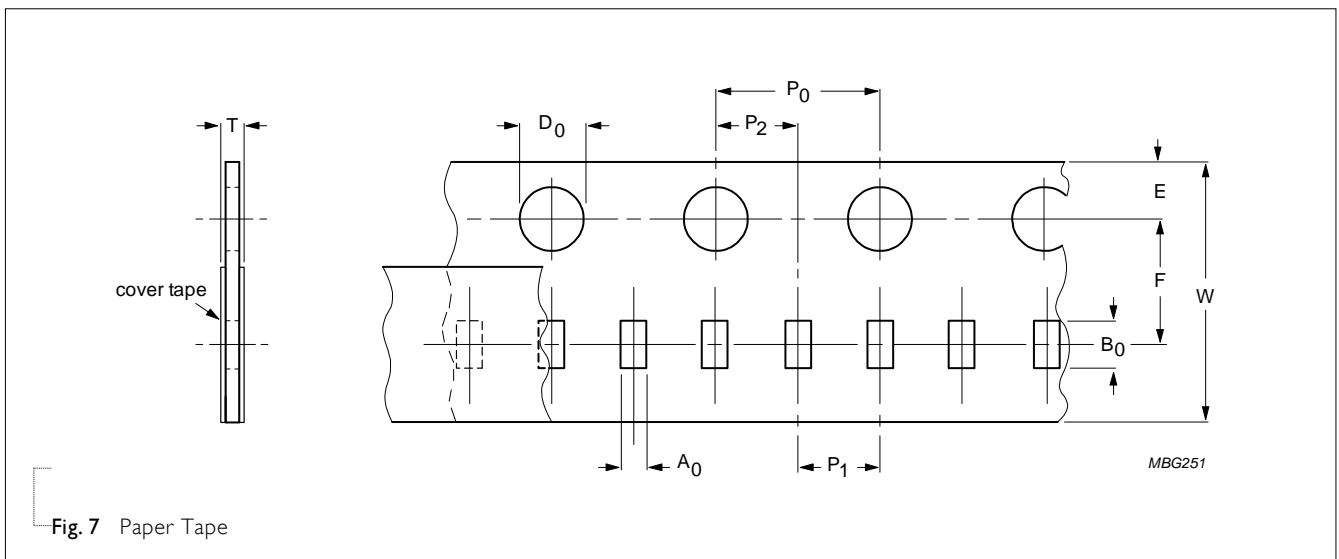 P0
T
D0
P2
E
F
W
cover tape
B0
A0
P1
MBG251
Fig. 7 Paper Tape